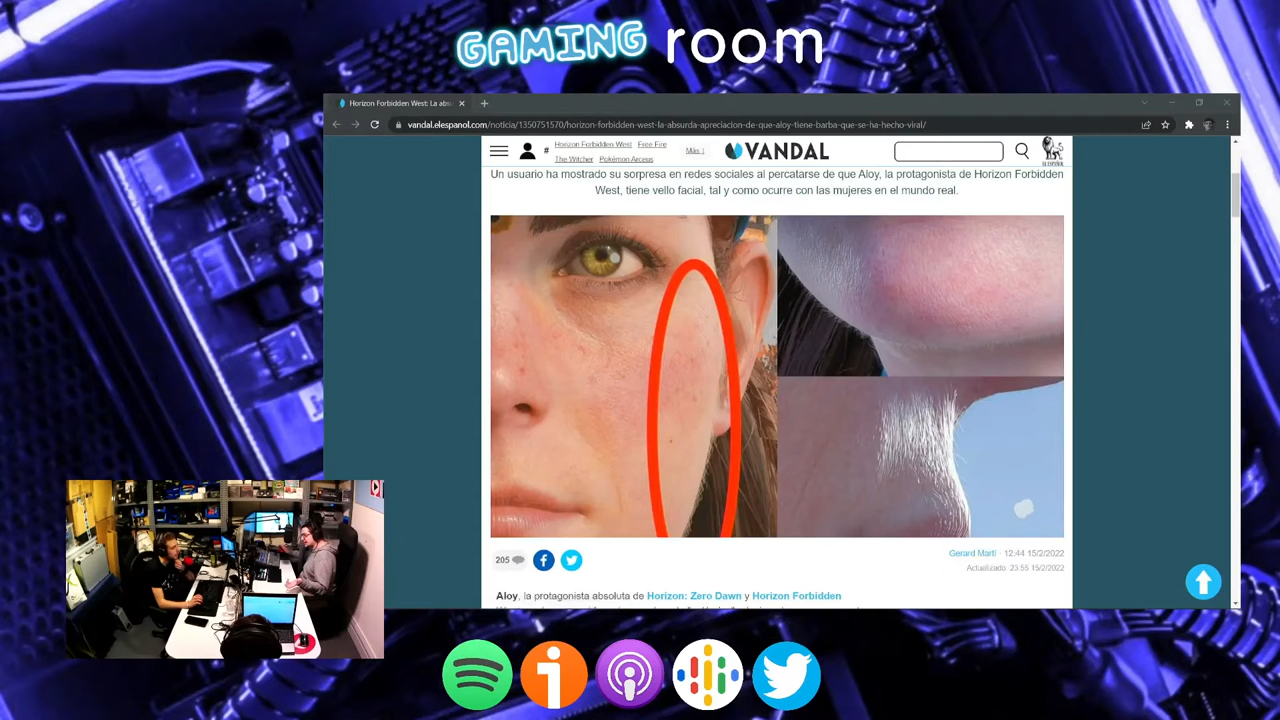 GAMING room
Horizon Forbidden West: La abs
vandal.elespanol.com/noticia/1350751570/horizon-forbidden-west-la-absurda-apreciacion-de-que-aloy-tiene-barba-que-se-ha-hecho-viral/
# Horizon Forbidden West Free Fire
The Witcher Pokémon Arceus
Más ↓
VANDAL
EL ESPAÑOL
Un usuario ha mostrado su sorpresa en redes sociales al percatarse de que Aloy, la protagonista de Horizon Forbidden
West, tiene vello facial, tal y como ocurre con las mujeres en el mundo real.
205
Gerard Martí · 12:44 15/2/2022
Actualizado: 23:55 15/2/2022
Aloy, la protagonista absoluta de Horizon: Zero Dawn y Horizon Forbidden